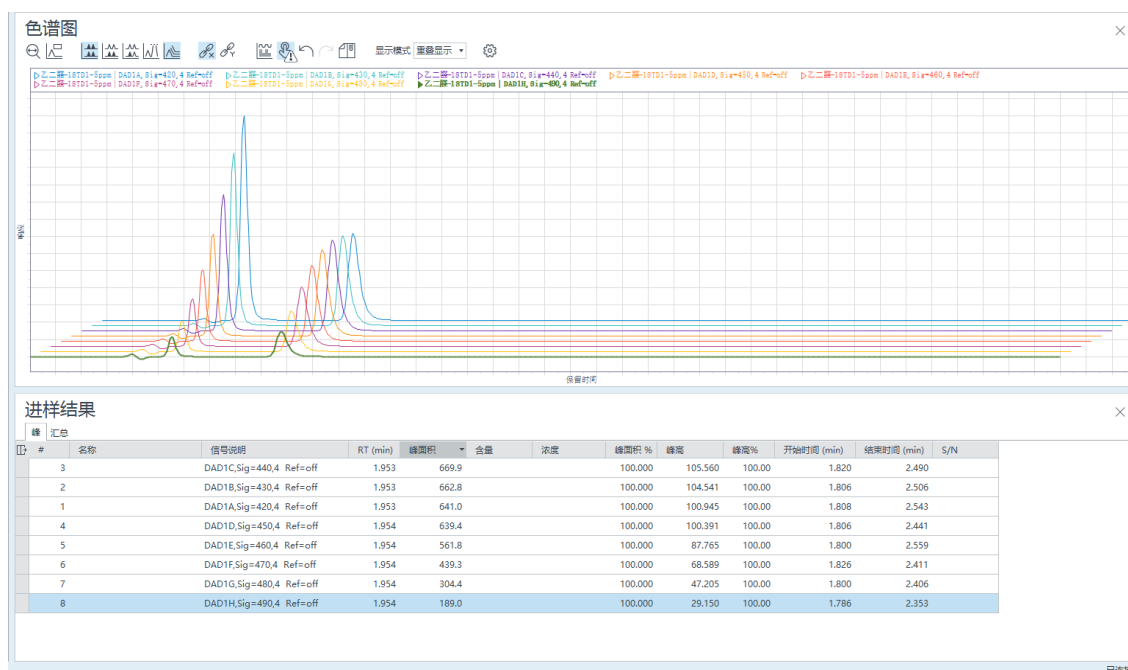 色谱图
显示模式 重叠显示
乙二醛-1STD1-5ppm | DAD1A, Sig=420,4 Ref=off 乙二醛-1STD1-5ppm | DAD1B, Sig=430,4 Ref=off 乙二醛-1STD1-5ppm | DAD1C, Sig=440,4 Ref=off 乙二醛-1STD1-5ppm | DAD1D, Sig=450,4 Ref=off 乙二醛-1STD1-5ppm | DAD1E, Sig=460,4 Ref=off
乙二醛-1STD1-5ppm | DAD1F, Sig=470,4 Ref=off 乙二醛-1STD1-5ppm | DAD1G, Sig=480,4 Ref=off 乙二醛-1STD1-5ppm | DAD1H, Sig=490,4 Ref=off
保留时间
进样结果
峰 汇总
# 名称 信号说明 RT (min) 峰面积 含量 浓度 峰面积 % 峰高 峰高% 开始时间 (min) 结束时间 (min) S/N
3 DAD1C,Sig=440,4 Ref=off 1.953 669.9 100.000 105.560 100.00 1.820 2.490
2 DAD1B,Sig=430,4 Ref=off 1.953 662.8 100.000 104.541 100.00 1.806 2.506
1 DAD1A,Sig=420,4 Ref=off 1.953 641.0 100.000 100.945 100.00 1.808 2.543
4 DAD1D,Sig=450,4 Ref=off 1.954 639.4 100.000 100.391 100.00 1.806 2.441
5 DAD1E,Sig=460,4 Ref=off 1.954 561.8 100.000 87.765 100.00 1.800 2.559
6 DAD1F,Sig=470,4 Ref=off 1.954 439.3 100.000 68.589 100.00 1.826 2.411
7 DAD1G,Sig=480,4 Ref=off 1.954 304.4 100.000 47.205 100.00 1.800 2.406
8 DAD1H,Sig=490,4 Ref=off 1.954 189.0 100.000 29.150 100.00 1.786 2.353